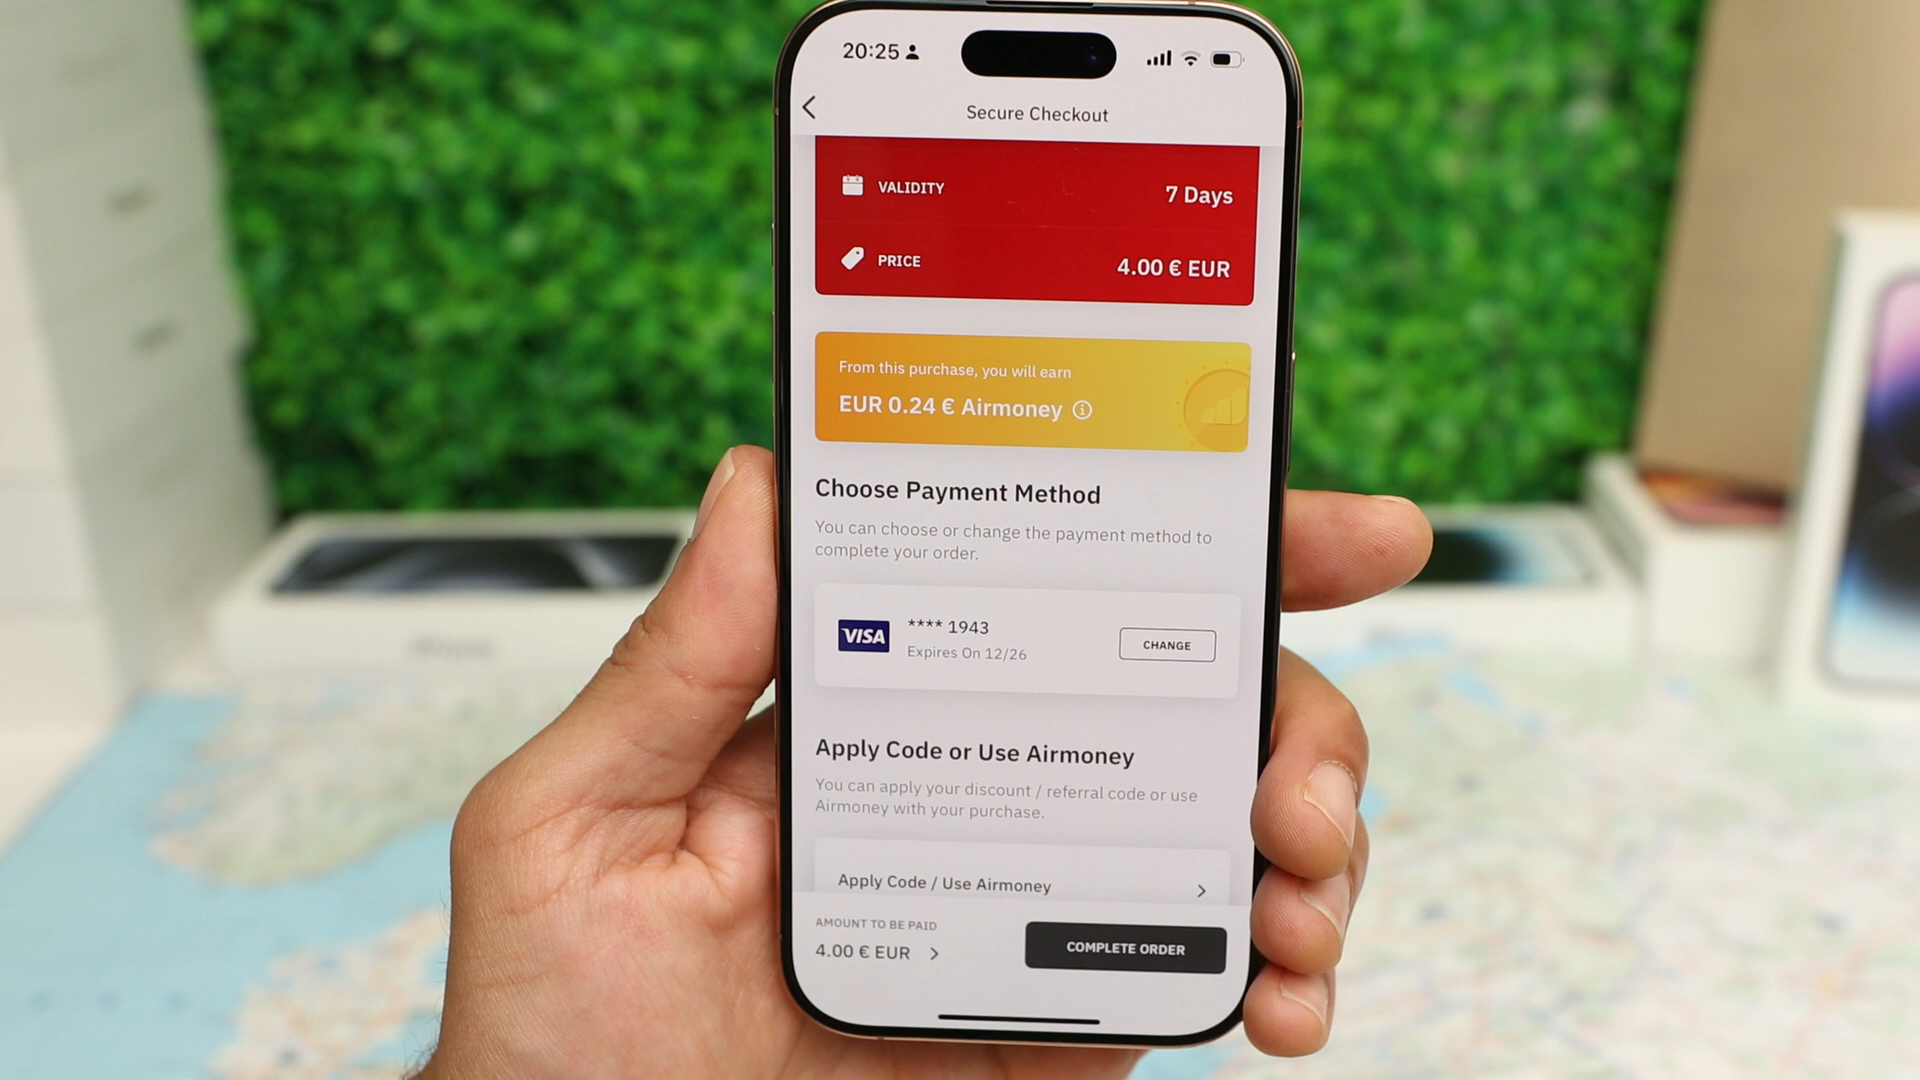 20:25
Secure Checkout
VALIDITY
7 Days
PRICE
4.00 € EUR
From this purchase, you will earn
EUR 0.24 € Airmoney
Choose Payment Method
You can choose or change the payment method to
complete your order.
VISA
**** 1943
Expires On 12/26
CHANGE
Apply Code or Use Airmoney
You can apply your discount / referral code or use
Airmoney with your purchase.
Apply Code / Use Airmoney
AMOUNT TO BE PAID
4.00 € EUR
COMPLETE ORDER